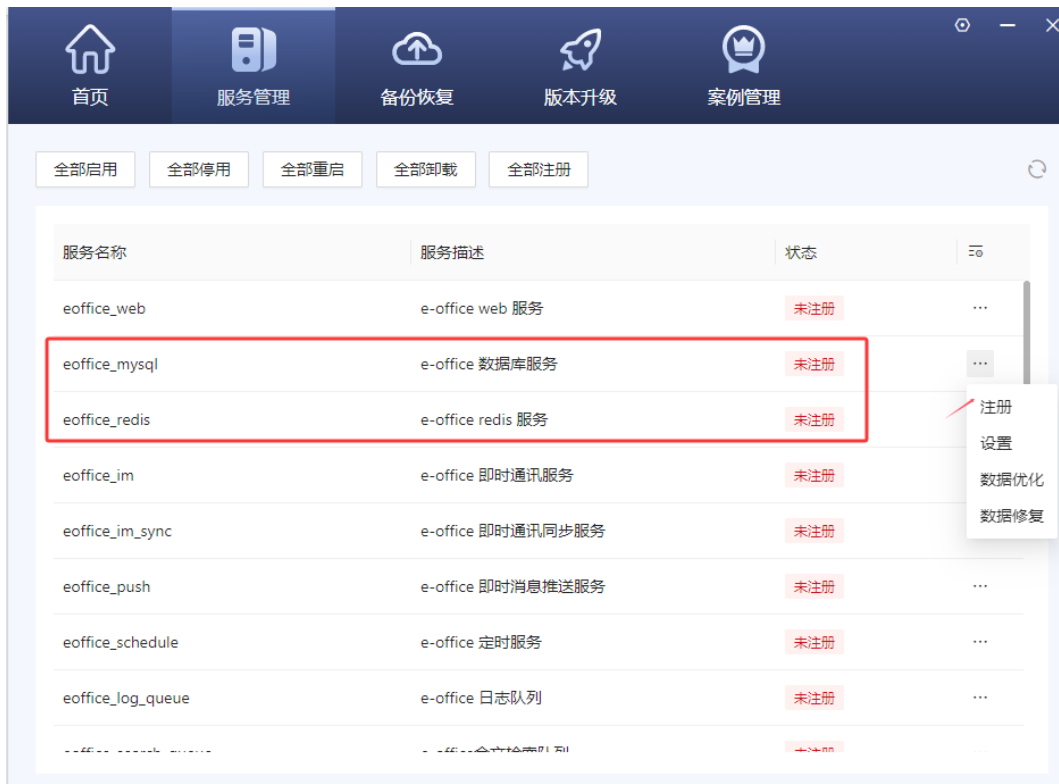 首页 服务管理 备份恢复 版本升级 案例管理
全部启用 全部停用 全部重启 全部卸载 全部注册
服务名称 服务描述 状态
eoffice_web e-office web 服务 未注册 ...
eoffice_mysql e-office 数据库服务 未注册 ...
eoffice_redis e-office redis 服务 未注册
注册
eoffice_im e-office 即时通讯服务 未注册
设置
数据优化
eoffice_im_sync e-office 即时通讯同步服务 未注册
数据修复
eoffice_push e-office 即时消息推送服务 未注册 ...
eoffice_schedule e-office 定时服务 未注册 ...
eoffice_log_queue e-office 日志队列 未注册 ...